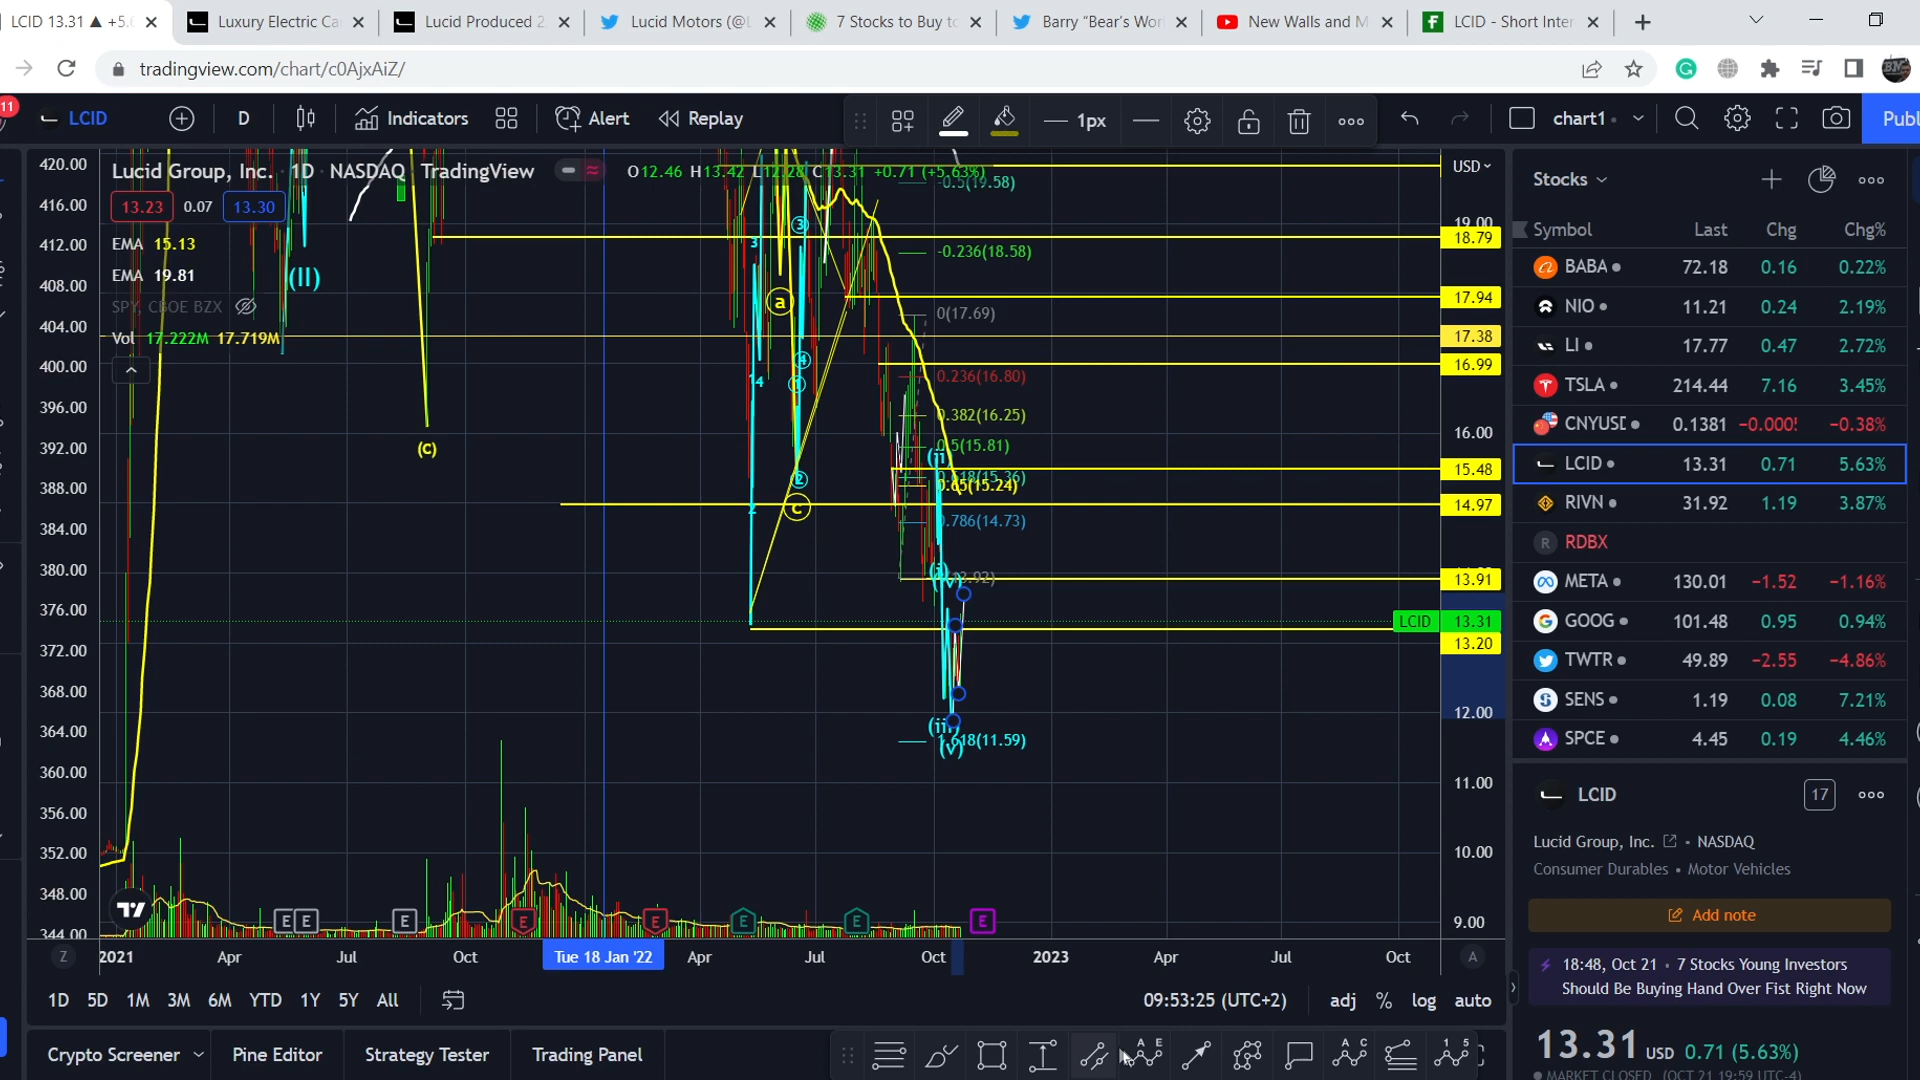 LCID 13.31 ▲ +5.6
Luxury Electric Ca
Lucid Produced 2
Lucid Motors (@L
7 Stocks to Buy to
Barry “Bear's Wor
New Walls and M
LCID - Short Inter
tradingview.com/chart/c0AjxAiZ/
11
LCID
D
Indicators
Alert
Replay
1px
chart1
Publ
Lucid Group, Inc. 1D NASDAQ TradingView
O12.46 H13.42 L12.28 C13.31 +0.71 (+5.63%)
13.23 0.07 13.30
EMA 15.13
EMA 19.81
SPY, CBOE BZX
Vol 17.222M 17.719M
420.00
416.00
412.00
408.00
404.00
400.00
396.00
392.00
388.00
384.00
380.00
376.00
372.00
368.00
364.00
360.00
356.00
352.00
348.00
344.00
(II)
(C)
3
3
a
4
14
1
2
2
c
-0.5(19.58)
-0.236(18.58)
0(17.69)
0.236(16.80)
0.382(16.25)
0.5(15.81)
(ii
0.618(15.36)
0.65(15.24)
0.786(14.73)
1.618(11.59)
(v)
USD
19.00
18.79
17.94
17.38
16.99
16.00
15.48
14.97
13.91
LCID 13.31
13.20
12.00
11.00
10.00
9.00
E E E E E E E E
Z 2021 Apr Jul Oct Tue 18 Jan '22 Apr Jul Oct 2023 Apr Jul Oct A
1D 5D 1M 3M 6M YTD 1Y 5Y All
09:53:25 (UTC+2) adj % log auto
Crypto Screener Pine Editor Strategy Tester Trading Panel
A E
A C
1 5
Stocks
Symbol Last Chg Chg%
BABA 72.18 0.16 0.22%
NIO 11.21 0.24 2.19%
LI 17.77 0.47 2.72%
TSLA 214.44 7.16 3.45%
CNYUSD 0.1381 −0.000! −0.38%
LCID 13.31 0.71 5.63%
RIVN 31.92 1.19 3.87%
R RDBX
META 130.01 −1.52 −1.16%
GOOG 101.48 0.95 0.94%
TWTR 49.89 −2.55 −4.86%
SENS 1.19 0.08 7.21%
SPCE 4.45 0.19 4.46%
LCID 17
Lucid Group, Inc. • NASDAQ
Consumer Durables • Motor Vehicles
Add note
18:48, Oct 21 • 7 Stocks Young Investors
Should Be Buying Hand Over Fist Right Now
13.31 USD 0.71 (5.63%)
MARKET CLOSED (OCT 21 19:59 UTC-4)